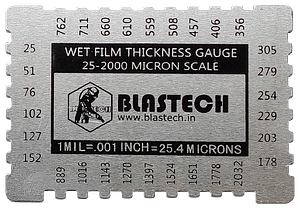 762 711 660 610 559 508 457 406 356
25
51
76
102
127
152
WET FILM THICKNESS GAUGE
25-2000 MICRON SCALE
BLASTECH
www.blastech.in
1MIL=.001 INCH=25.4 MICRONS
305
279
254
229
203
178
889 1016 1143 1270 1397 1524 1651 1778 2032